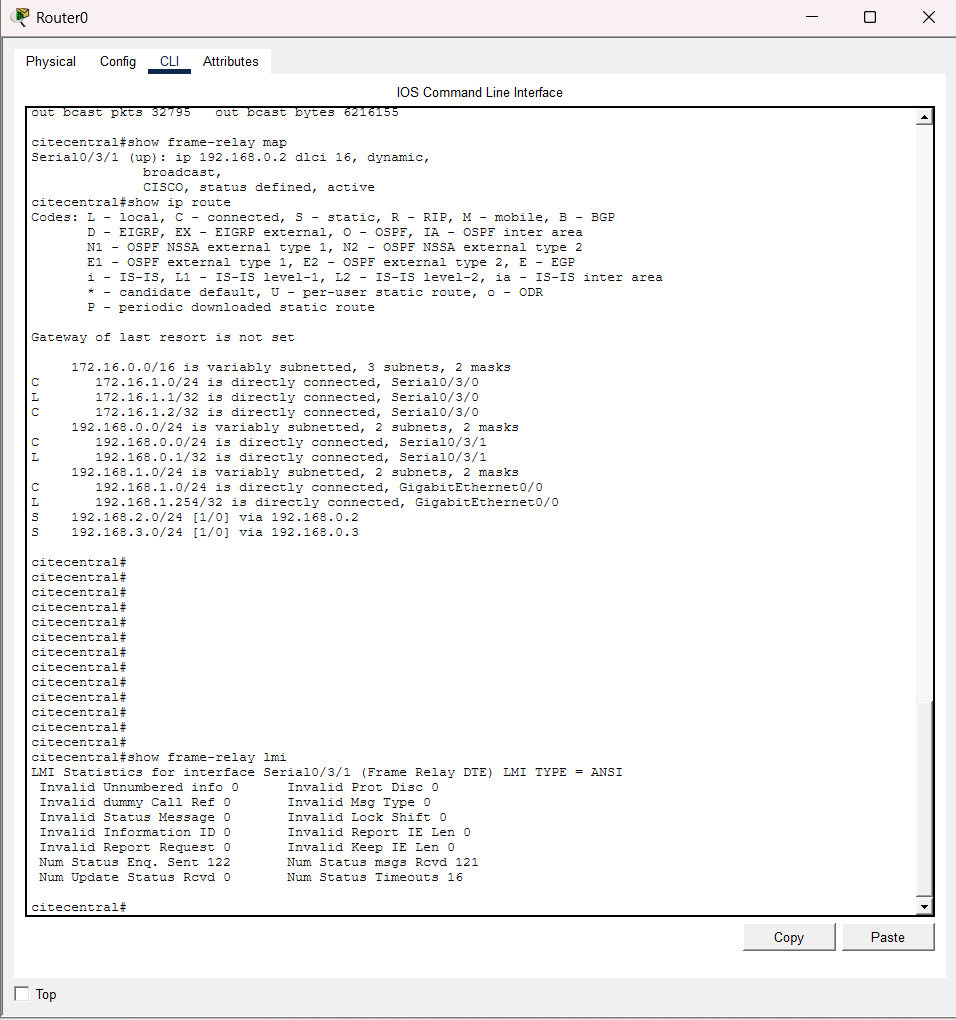 Router0
Physical Config CLI Attributes
IOS Command Line Interface
out bcast pkts 32795   out bcast bytes 6216155
citecentral#show frame-relay map
Serial0/3/1 (up): ip 192.168.0.2 dlci 16, dynamic,
              broadcast,
              CISCO, status defined, active
citecentral#show ip route
Codes: L - local, C - connected, S - static, R - RIP, M - mobile, B - BGP
       D - EIGRP, EX - EIGRP external, O - OSPF, IA - OSPF inter area
       N1 - OSPF NSSA external type 1, N2 - OSPF NSSA external type 2
       E1 - OSPF external type 1, E2 - OSPF external type 2, E - EGP
       i - IS-IS, L1 - IS-IS level-1, L2 - IS-IS level-2, ia - IS-IS inter area
       * - candidate default, U - per-user static route, o - ODR
       P - periodic downloaded static route
Gateway of last resort is not set
     172.16.0.0/16 is variably subnetted, 3 subnets, 2 masks
C       172.16.1.0/24 is directly connected, Serial0/3/0
L       172.16.1.1/32 is directly connected, Serial0/3/0
C       172.16.1.2/32 is directly connected, Serial0/3/0
     192.168.0.0/24 is variably subnetted, 2 subnets, 2 masks
C       192.168.0.0/24 is directly connected, Serial0/3/1
L       192.168.0.1/32 is directly connected, Serial0/3/1
     192.168.1.0/24 is variably subnetted, 2 subnets, 2 masks
C       192.168.1.0/24 is directly connected, GigabitEthernet0/0
L       192.168.1.254/32 is directly connected, GigabitEthernet0/0
S    192.168.2.0/24 [1/0] via 192.168.0.2
S    192.168.3.0/24 [1/0] via 192.168.0.3
citecentral#
citecentral#
citecentral#
citecentral#
citecentral#
citecentral#
citecentral#
citecentral#
citecentral#
citecentral#
citecentral#
citecentral#
citecentral#
citecentral#show frame-relay lmi
LMI Statistics for interface Serial0/3/1 (Frame Relay DTE) LMI TYPE = ANSI
 Invalid Unnumbered info 0      Invalid Prot Disc 0
 Invalid dummy Call Ref 0       Invalid Msg Type 0
 Invalid Status Message 0       Invalid Lock Shift 0
 Invalid Information ID 0       Invalid Report IE Len 0
 Invalid Report Request 0       Invalid Keep IE Len 0
 Num Status Enq. Sent 122       Num Status msgs Rcvd 121
 Num Update Status Rcvd 0       Num Status Timeouts 16
citecentral#
Copy Paste
Top